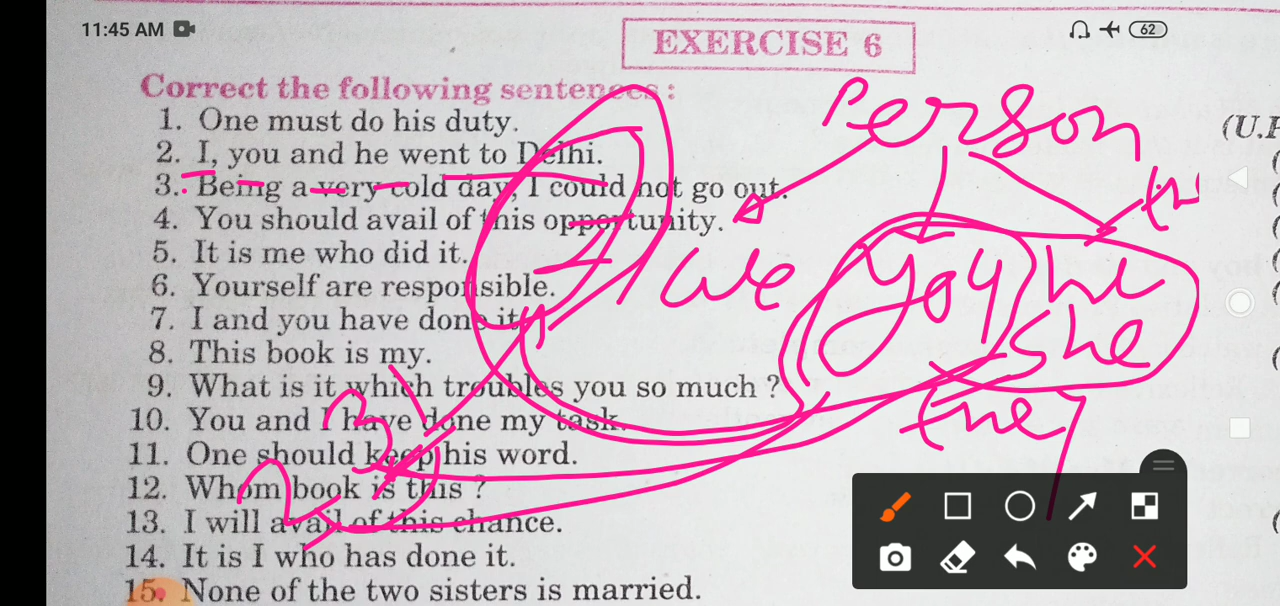 11:45 AM
62
EXERCISE 6
Correct the following sentences :
(U.P
1. One must do his duty.
2. I, you and he went to Delhi.
3. Being a very cold day, I could not go out.
4. You should avail of this opportunity.
5. It is me who did it.
6. Yourself are responsible.
7. I and you have done it.
8. This book is my.
9. What is it which troubles you so much ?
10. You and I have done my task.
11. One should keep his word.
12. Whom book is this ?
13. I will avail of this chance.
14. It is I who has done it.
15. None of the two sisters is married.
Person
we you he
she
they
2 3 1